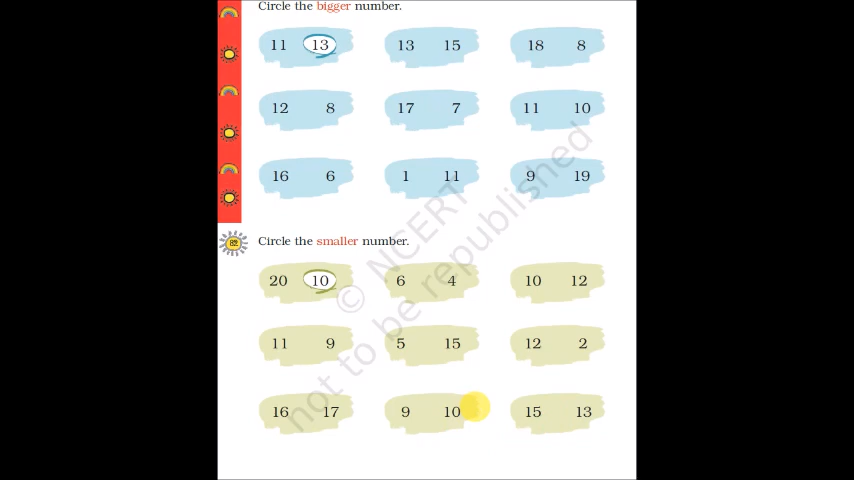 Circle the bigger number.
11 13 13 15 18 8
12 8 17 7 11 10
16 6 1 11 9 19
Circle the smaller number.
20 10 6 4 10 12
11 9 5 15 12 2
16 17 9 10 15 13
© NCERT
not to be republished